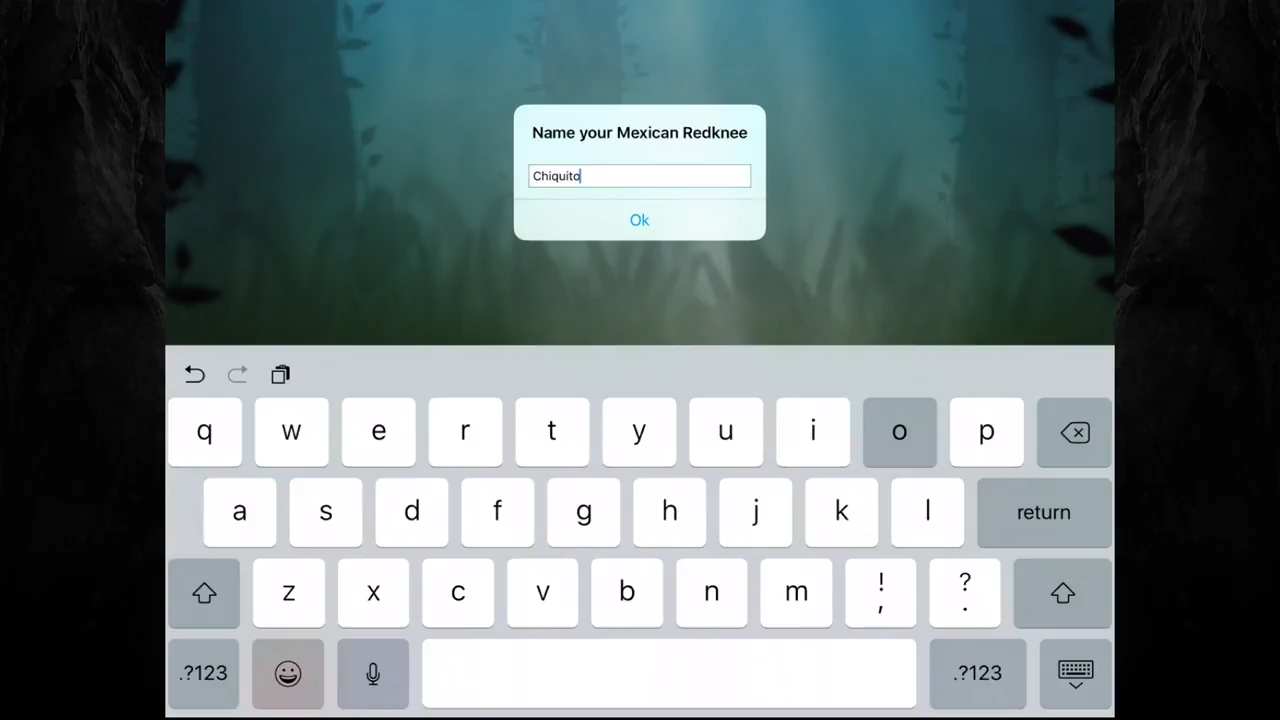 Name your Mexican Redknee
Chiquito
Ok
q w e r t y u i o p
a s d f g h j k l return
z x c v b n m ! , ? .
.?123 .?123